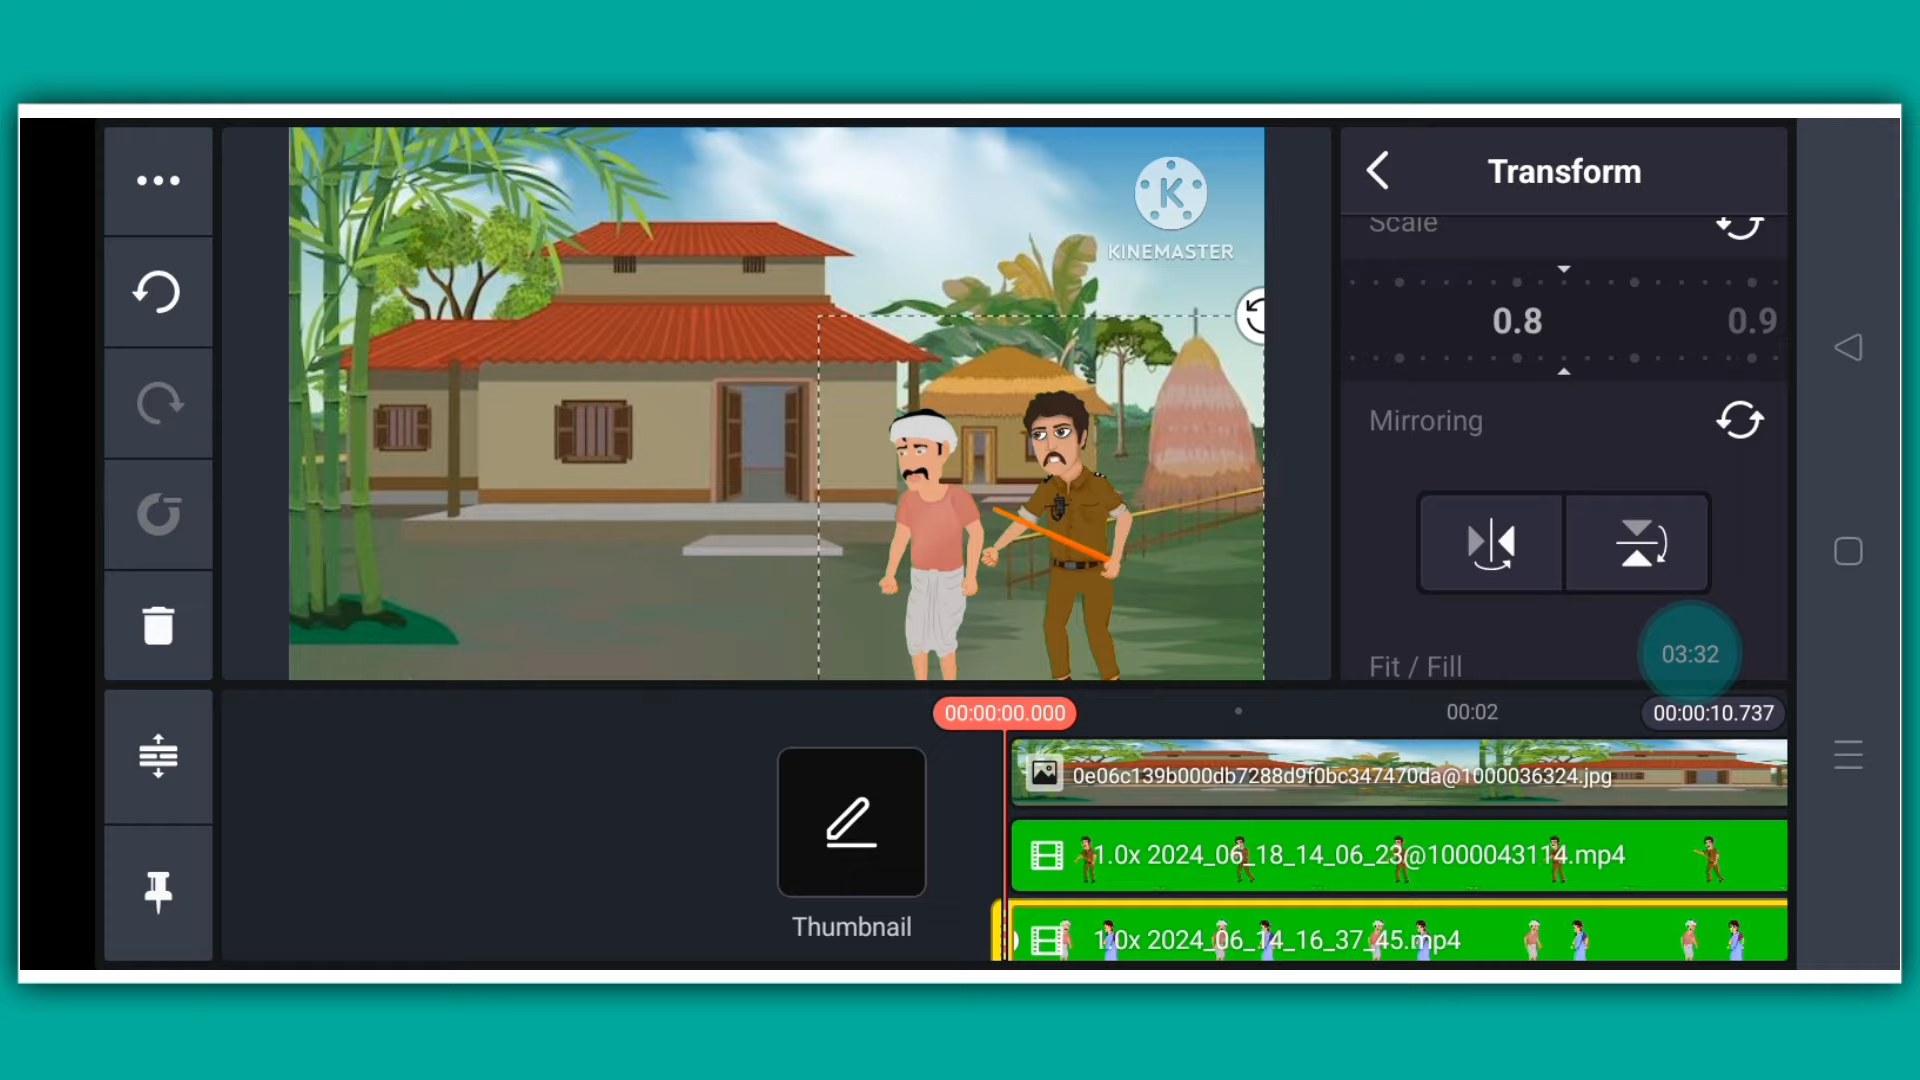 Transform
Scale
KINEMASTER
0.8
0.9
Mirroring
Fit / Fill
03:32
00:00:00.000
00:02
00:00:10.737
0e06c139b000db7288d9f0bc347470da@1000036324.jpg
1.0x 2024_06_18_14_06_23@1000043114.mp4
Thumbnail
1.0x 2024_06_14_16_37_45.mp4